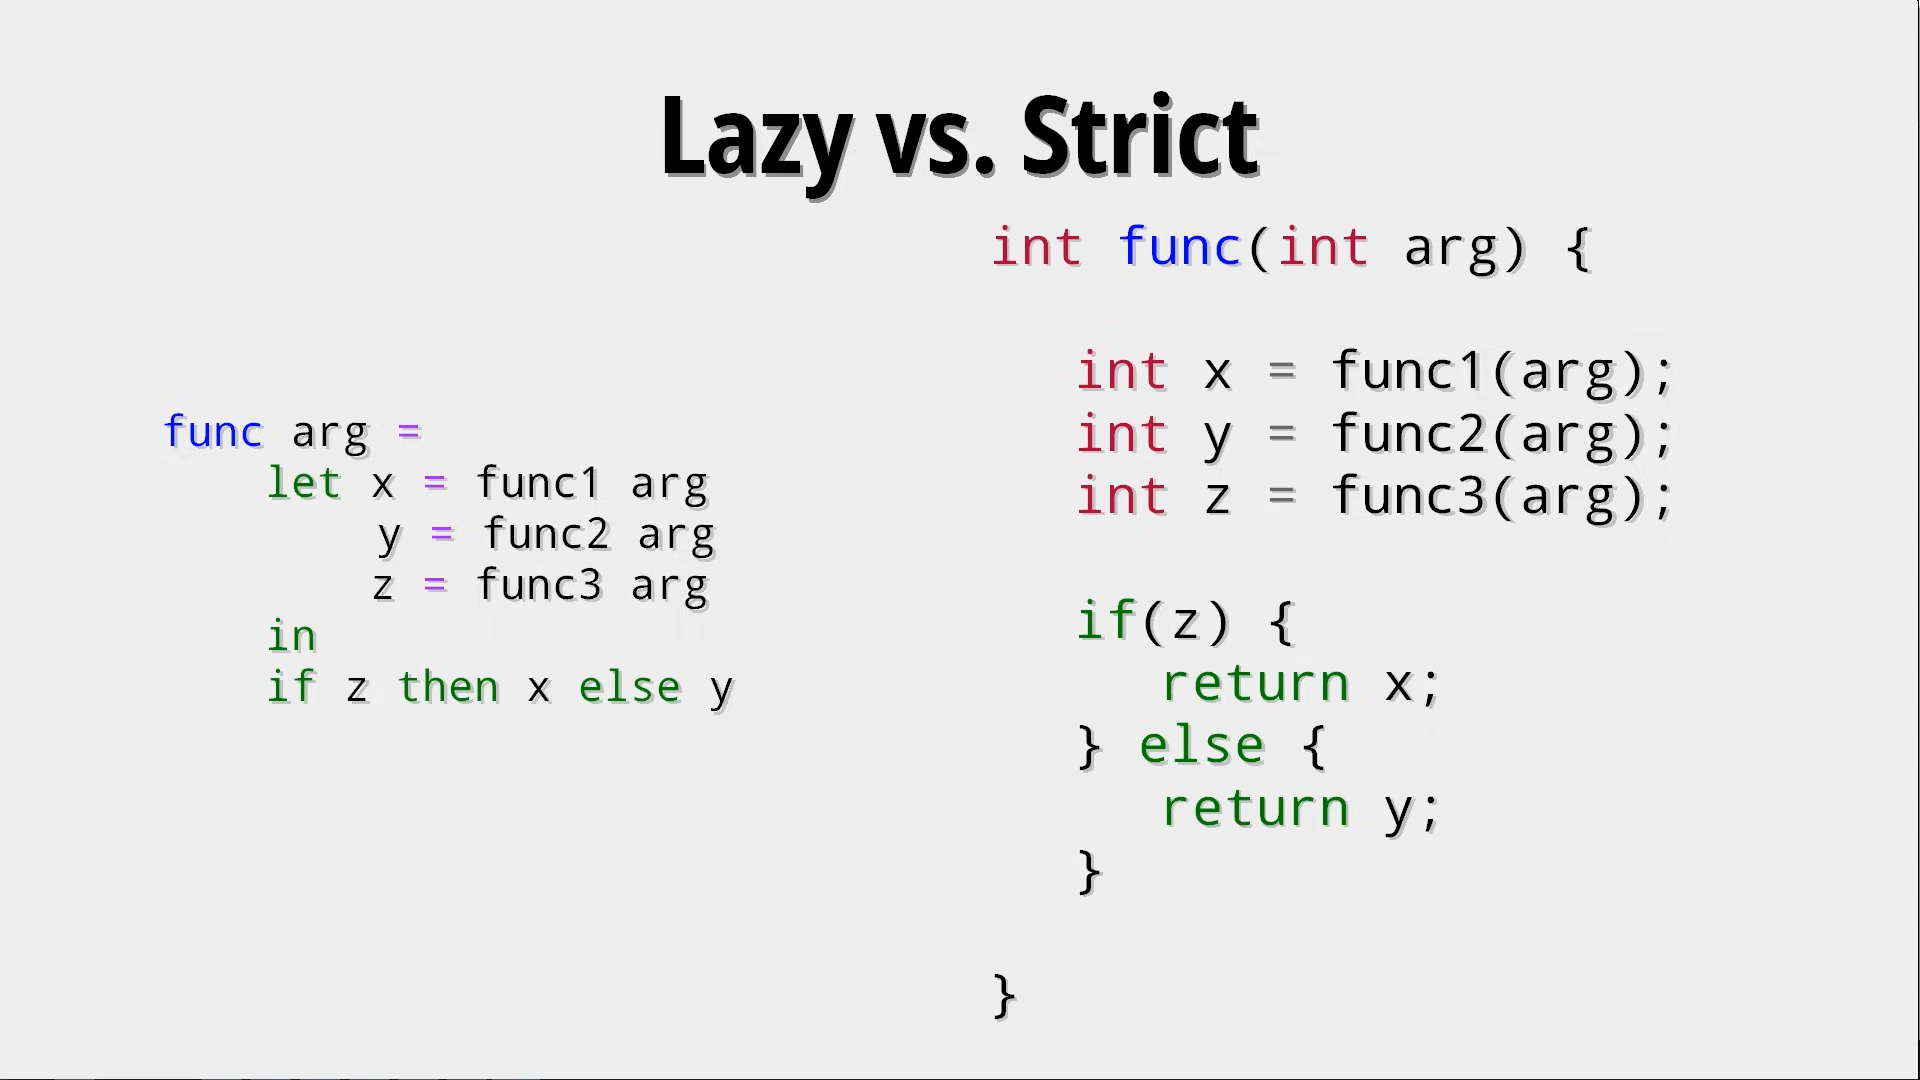 Lazy vs. Strict
func arg =
let x = func1 arg
y = func2 arg
z = func3 arg
in
if z then x else y
int func(int arg) {
int x = func1(arg);
int y = func2(arg);
int z = func3(arg);
if(z) {
return x;
} else {
return y;
}
}